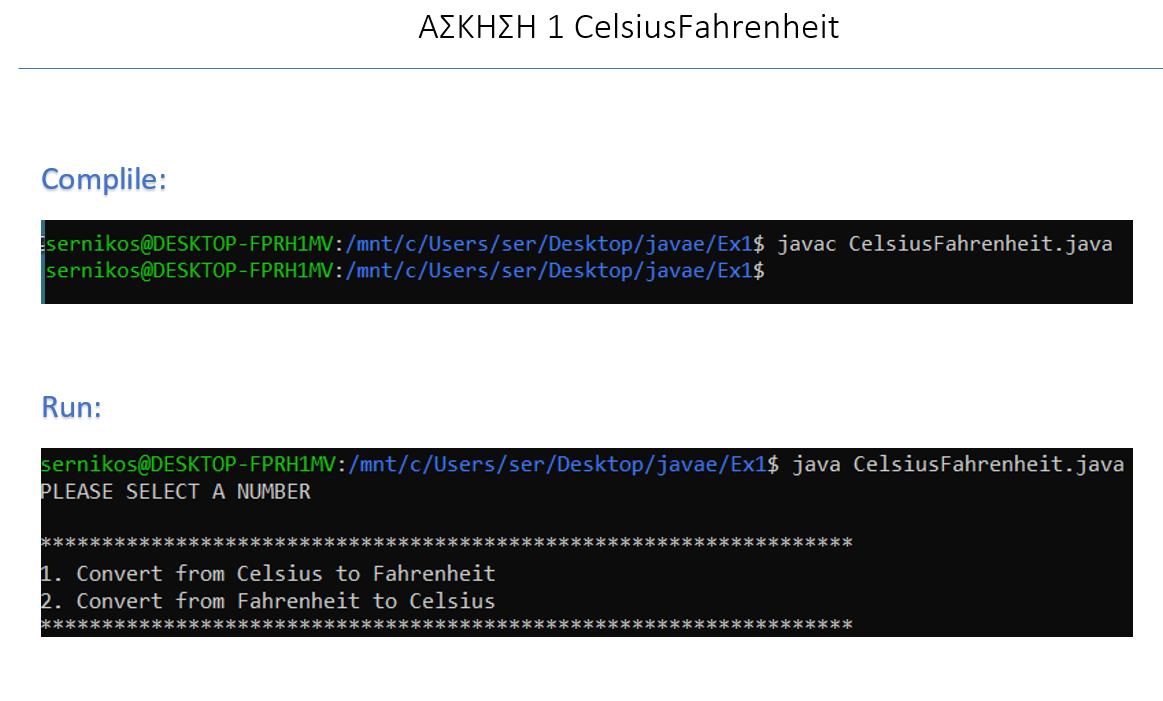 ΑΣΚΗΣΗ 1 CelsiusFahrenheit
Complile:
sernikos@DESKTOP-FPRH1MV:/mnt/c/Users/ser/Desktop/javae/Ex1$ javac CelsiusFahrenheit.java
sernikos@DESKTOP-FPRH1MV:/mnt/c/Users/ser/Desktop/javae/Ex1$
Run:
sernikos@DESKTOP-FPRH1MV:/mnt/c/Users/ser/Desktop/javae/Ex1$ java CelsiusFahrenheit.java
PLEASE SELECT A NUMBER
******************************************************************
1. Convert from Celsius to Fahrenheit
2. Convert from Fahrenheit to Celsius
******************************************************************